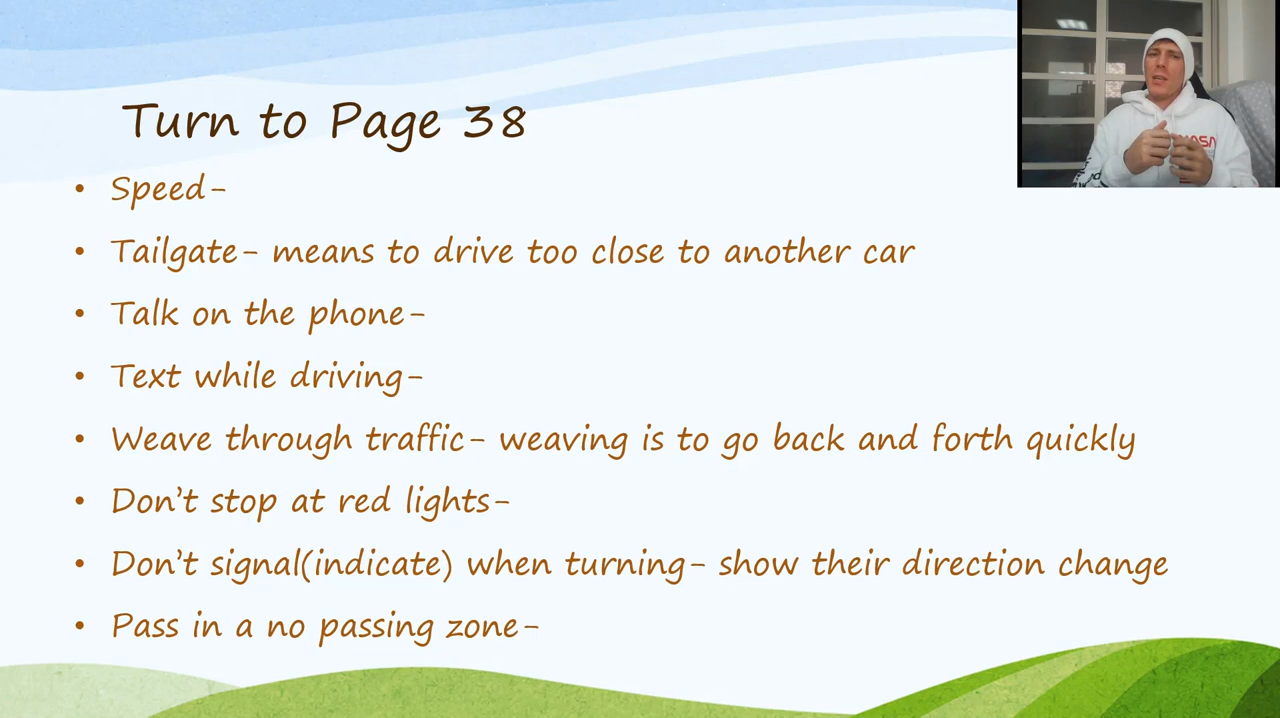 Turn to Page 38
• Speed-
• Tailgate- means to drive too close to another car
• Talk on the phone-
• Text while driving-
• Weave through traffic- weaving is to go back and forth quickly
• Don't stop at red lights-
• Don't signal(indicate) when turning- show their direction change
• Pass in a no passing zone-